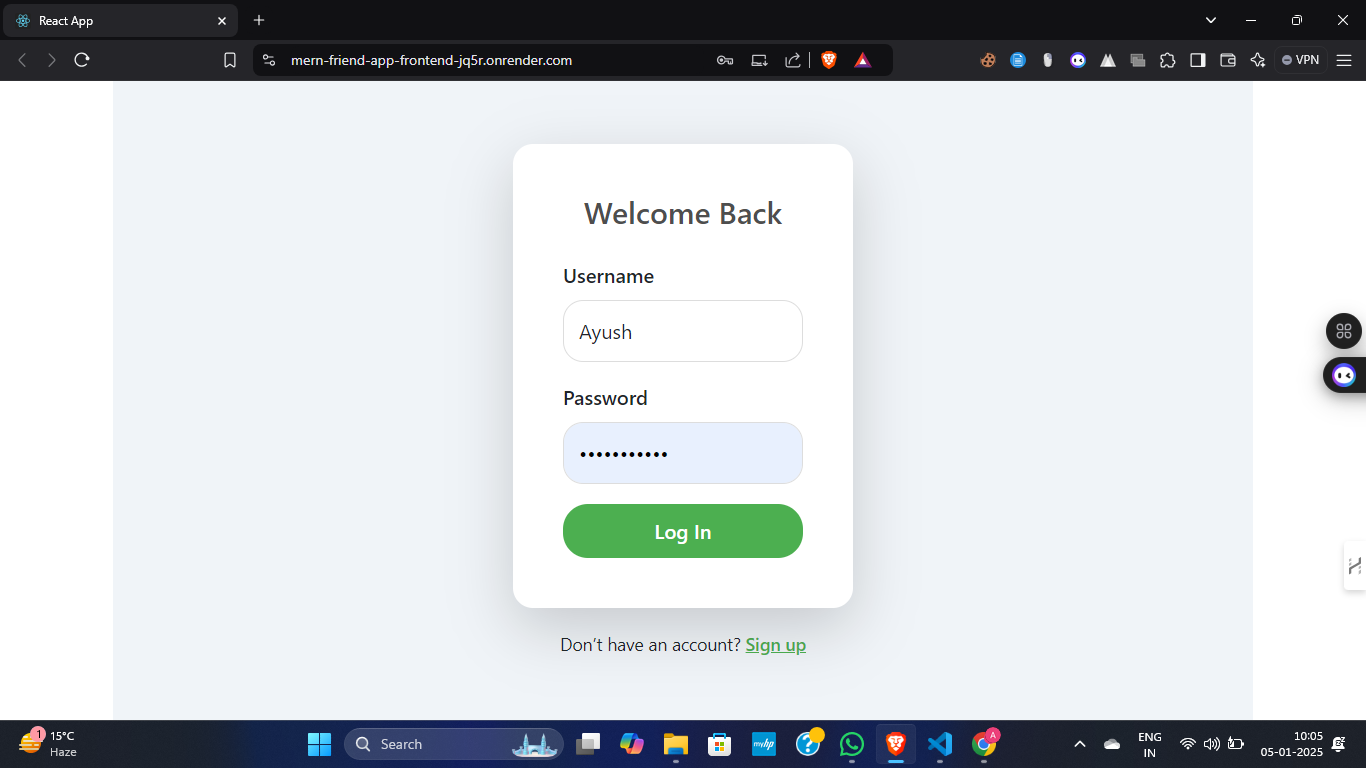 React App
mern-friend-app-frontend-jq5r.onrender.com
VPN
Welcome Back
Username
Ayush
Password
Log In
Don't have an account? Sign up
1
15°C
Haze
Search
myhp
A
ENG
IN
10:05
05-01-2025